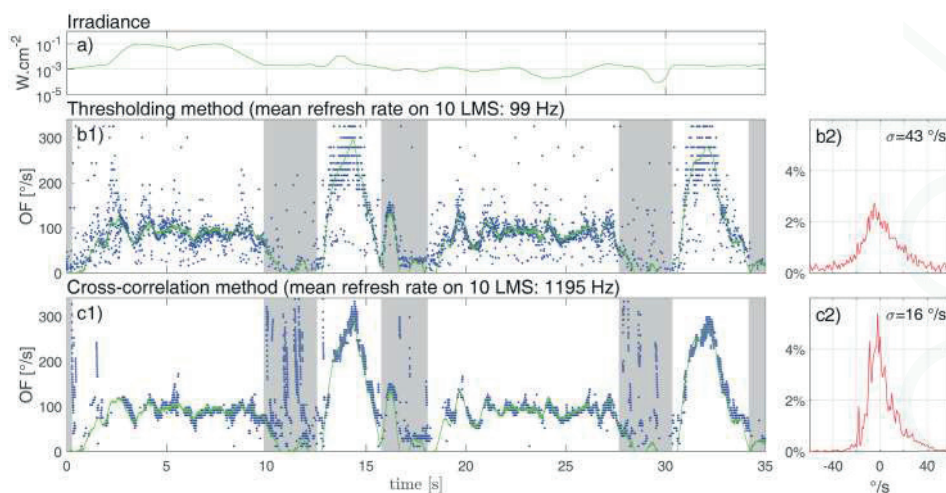 Irradiance
a)
W.cm-2
10-1
10-3
10-5
Thresholding method (mean refresh rate on 10 LMS: 99 Hz)
b1)
OF [°/s]
300
200
100
0
b2)
σ=43 °/s
6%
4%
2%
0%
Cross-correlation method (mean refresh rate on 10 LMS: 1195 Hz)
c1)
OF [°/s]
300
200
100
0
0 5 10 15 20 25 30 35
time [s]
c2)
σ=16 °/s
4%
2%
0%
-40 0 40
°/s